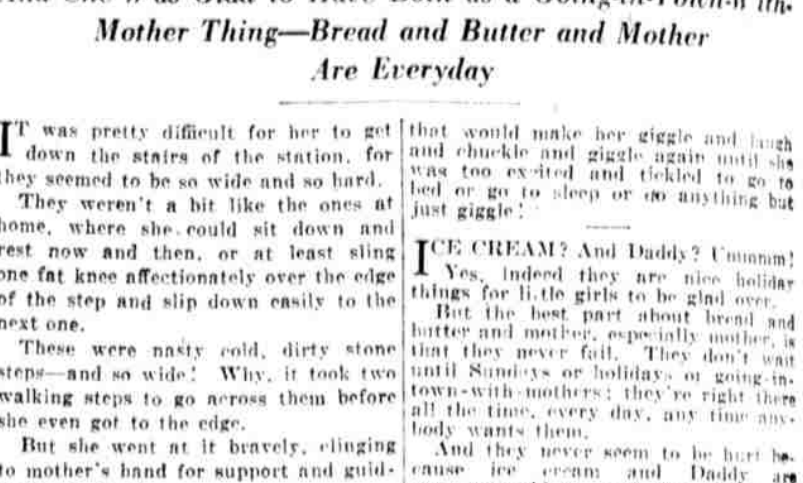 Mother Thing—Bread and Butter and Mother
Are Everyday
IT was pretty difficult for her to get
down the stairs of the station, for
they seemed to be so wide and so hard.
They weren't a bit like the ones at
home, where she could sit down and
rest now and then, or at least sling
one fat knee affectionately over the edge
of the step and slip down easily to the
next one.
These were nasty cold, dirty stone
steps—and so wide! Why, it took two
walking steps to go across them before
she even got to the edge.
But she went at it bravely, clinging
to mother's hand for support and guid-
that would make her giggle and laugh
and chuckle and giggle again until she
was too excited and tickled to go to
bed or go to sleep or do anything but
just giggle!
ICE CREAM? And Daddy? Ummmm!
Yes, indeed they are nice holiday
things for little girls to be glad over.
But the best part about bread and
butter and mother, especially mother, is
that they never fail. They don't wait
until Sundays or holidays or going-in-
town-with-mothers; they're right there
all the time, every day, any time any-
body wants them.
And they never seem to be hurt be-
cause ice cream and Daddy are